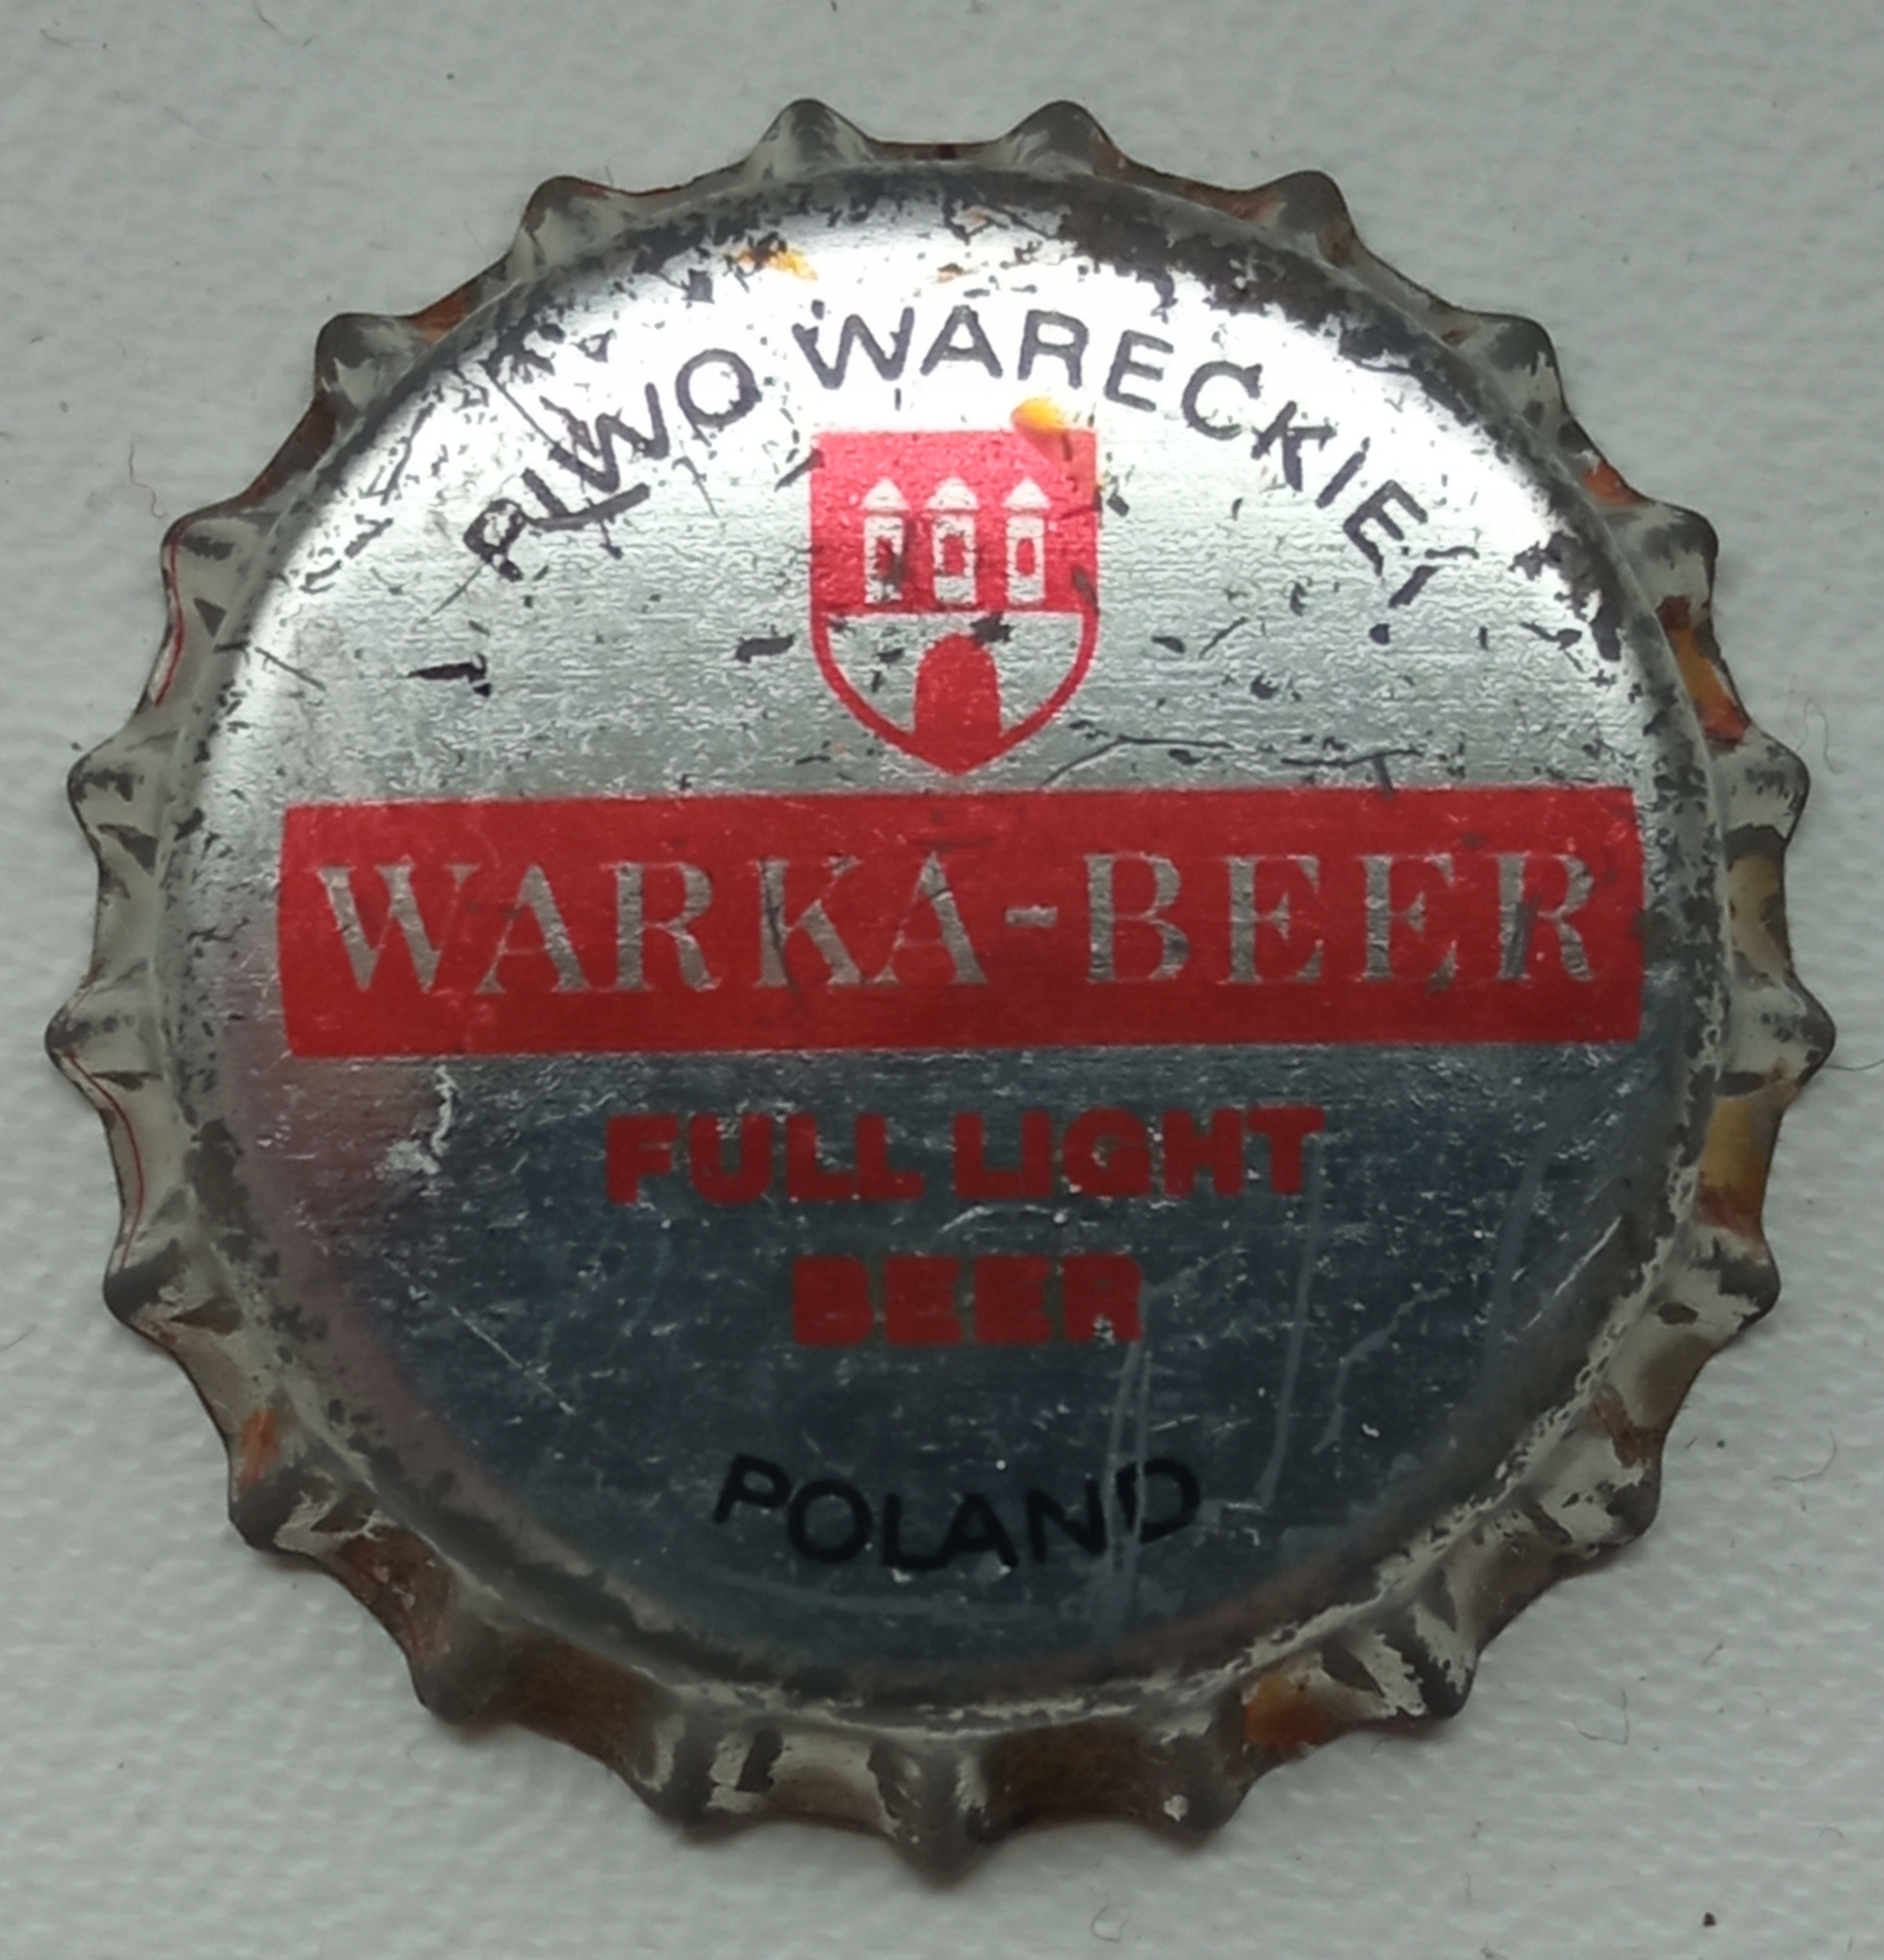 PIWO WARECKIE!
WARKA-BEER
FULL LIGHT
BEER
POLAND